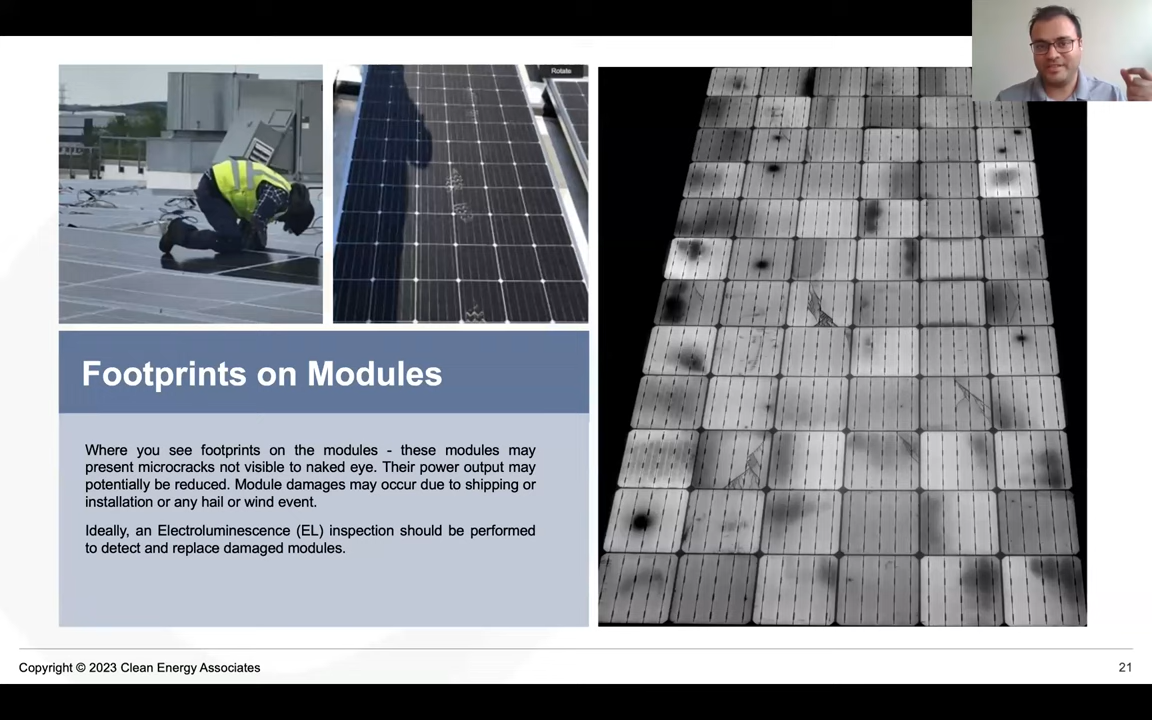 Rotate
Footprints on Modules
Where you see footprints on the modules - these modules may
present microcracks not visible to naked eye. Their power output may
potentially be reduced. Module damages may occur due to shipping or
installation or any hail or wind event.
Ideally, an Electroluminescence (EL) inspection should be performed
to detect and replace damaged modules.
Copyright © 2023 Clean Energy Associates
21